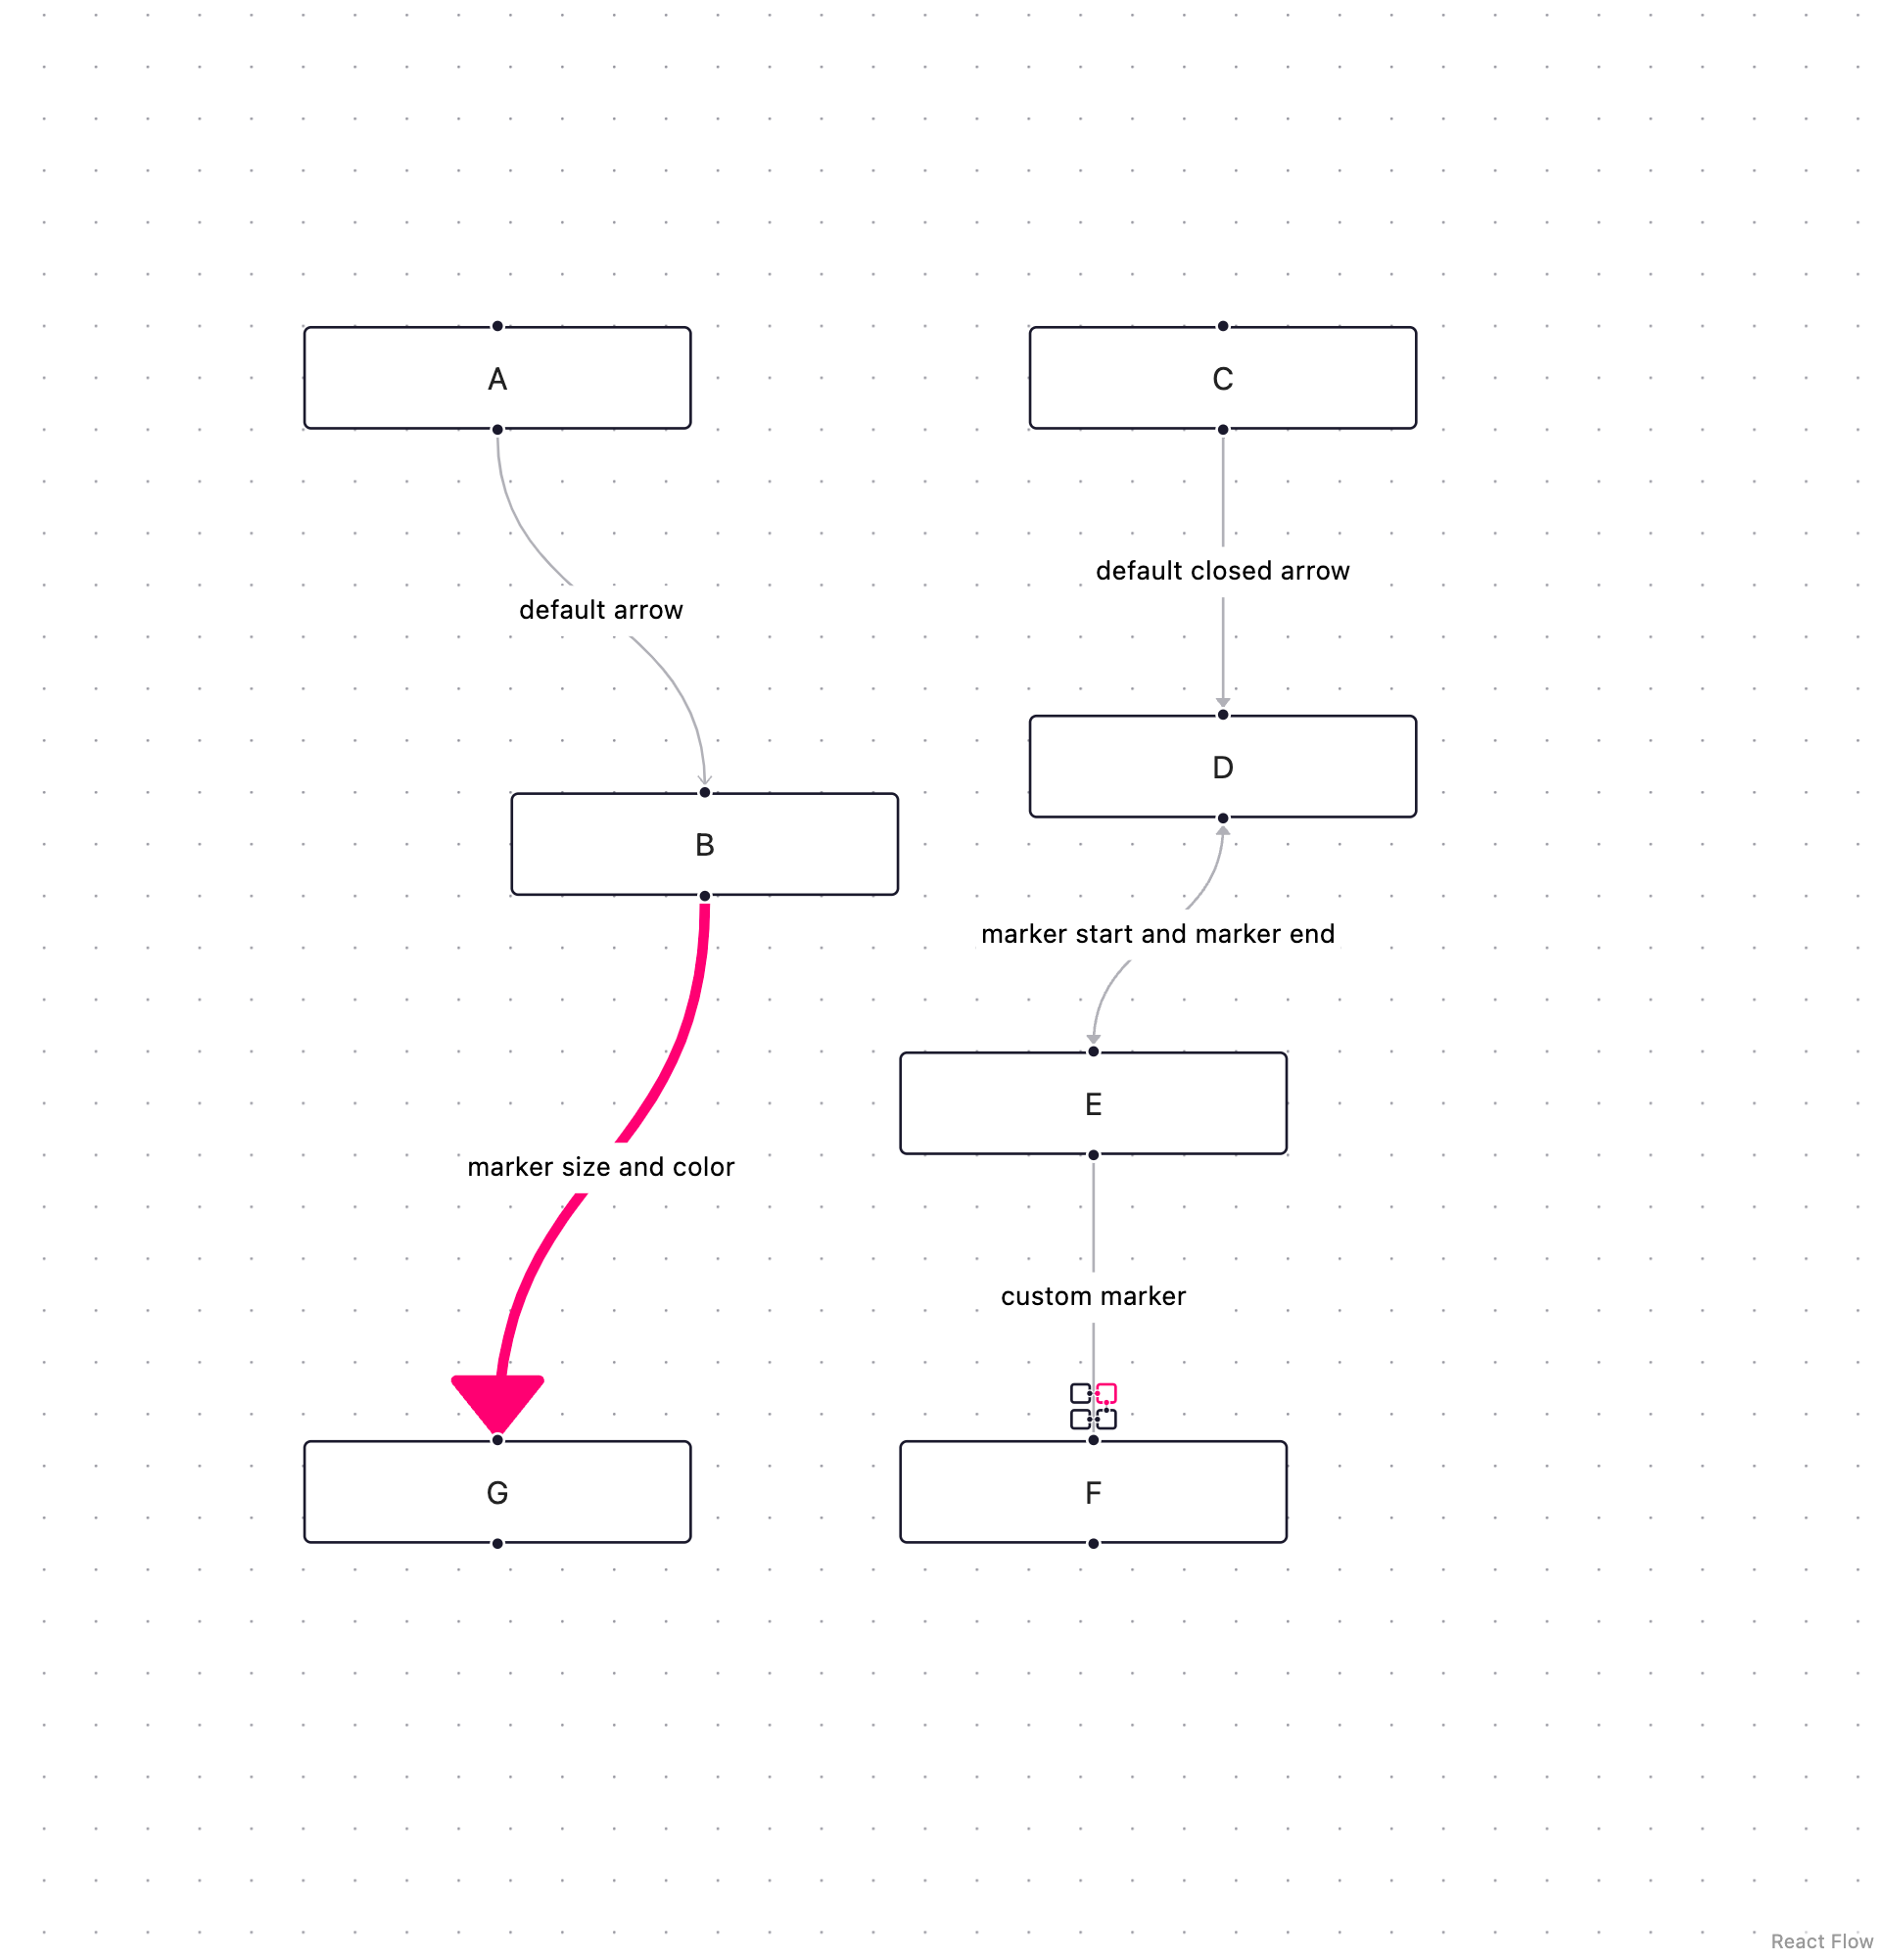 A
C
default closed arrow
default arrow
D
B
marker start and marker end
E
marker size and color
custom marker
G
F
React Flow